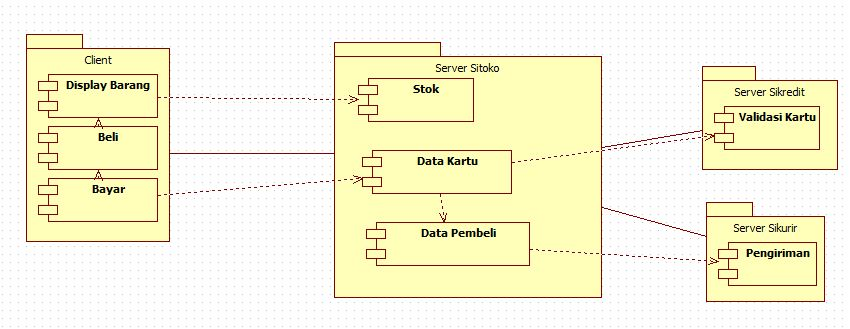 Client
Display Barang
Beli
Bayar
Server Sitoko
Stok
Data Kartu
Data Pembeli
Server Sikredit
Validasi Kartu
Server Sikurir
Pengiriman